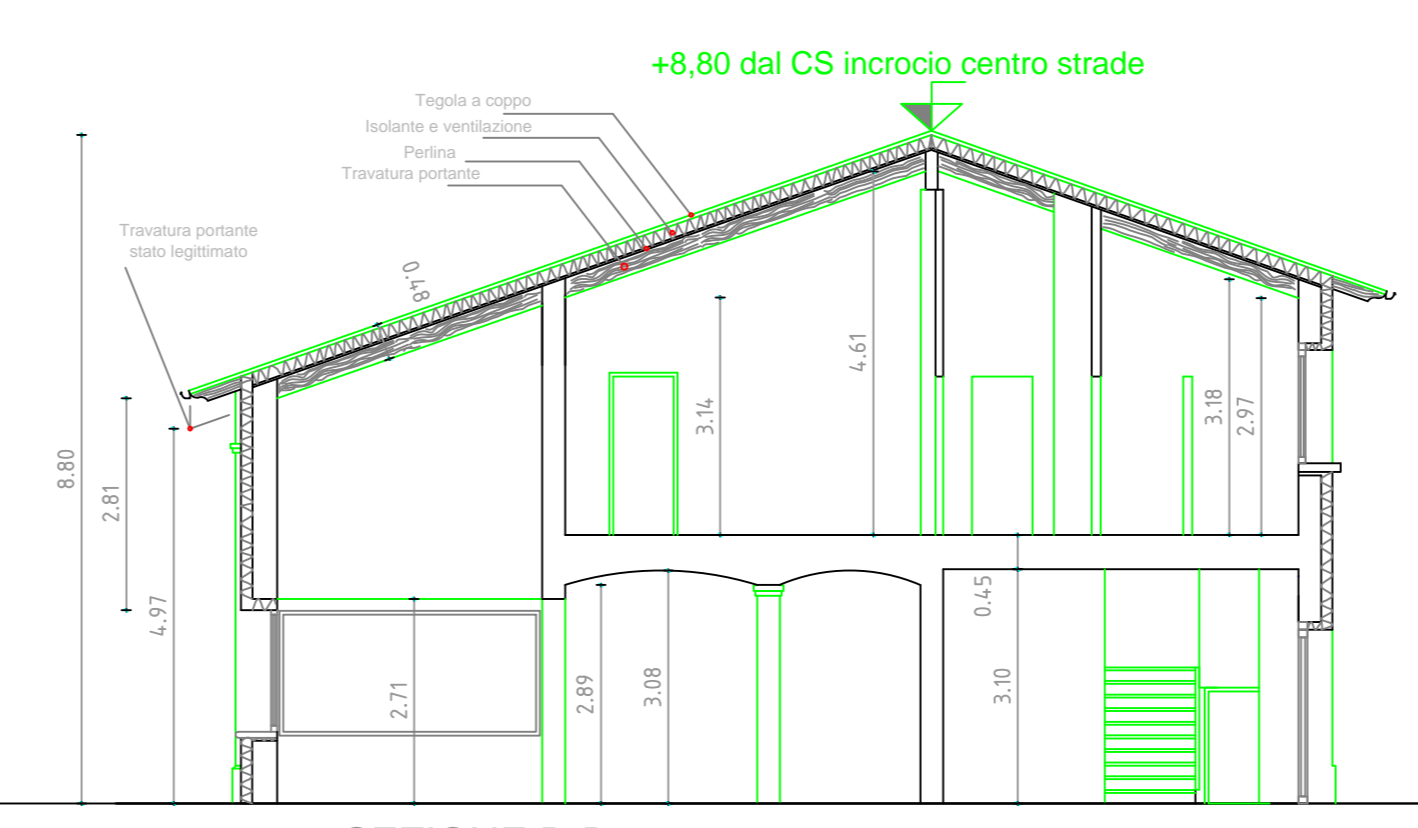 +8,80 dal CS incrocio centro strade
Tegola a coppo
Isolante e ventilazione
Perlina
Travatura portante
Travatura portante
stato legittimato
0.48
8.80
2.81
4.97
3.14
4.61
3.18
2.97
2.71
2.89
3.08
0.45
3.10